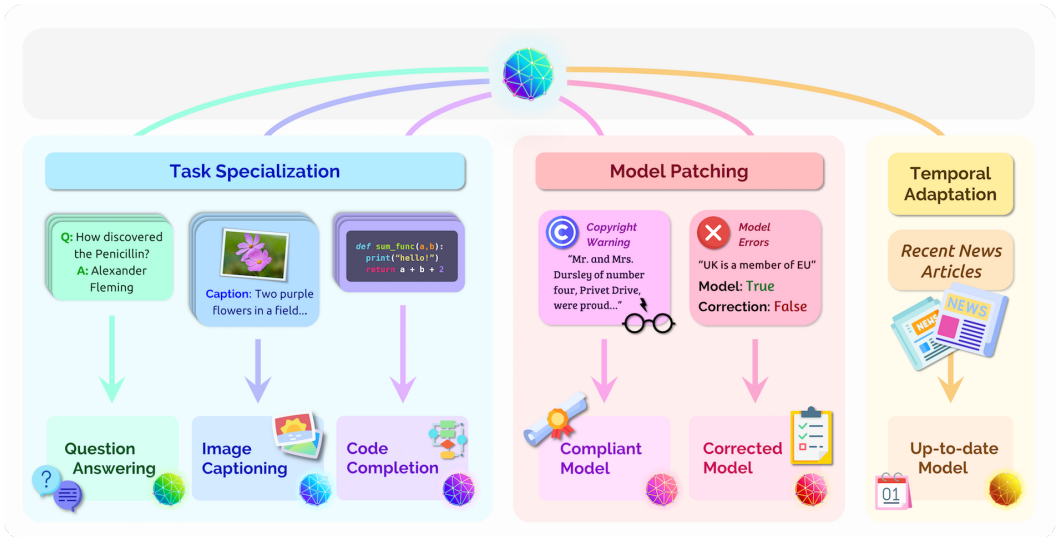 Task Specialization
Model Patching
Temporal
Adaptation
Q: How discovered
the Penicillin?
A: Alexander
Fleming
Caption: Two purple
flowers in a field...
def sum_func(a,b):
print("hello!")
return a + b + 2
Copyright
Warning
"Mr. and Mrs.
Dursley of number
four, Privet Drive,
were proud..."
Model
Errors
"UK is a member of EU"
Model: True
Correction: False
Recent News
Articles
NEWS
NEWS
Question
Answering
Image
Captioning
Code
Completion
Compliant
Model
Corrected
Model
Up-to-date
Model
?
01